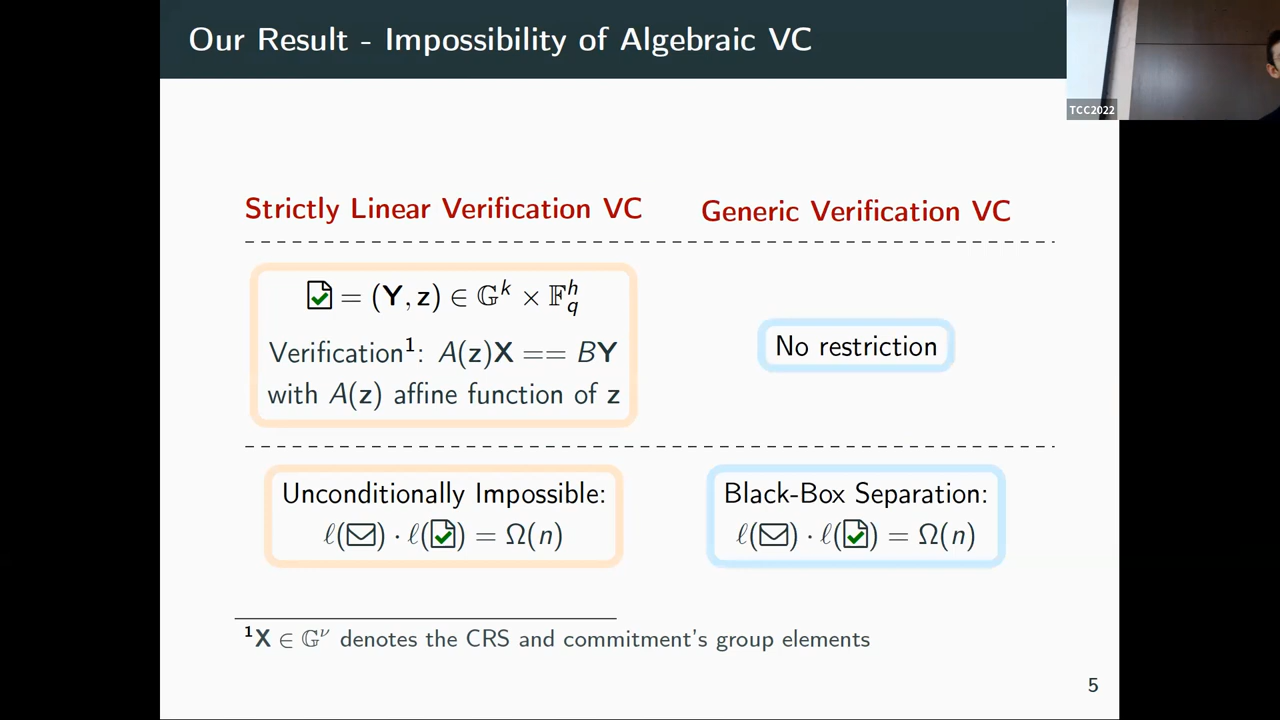 Our Result - Impossibility of Algebraic VC
TCC2022
Strictly Linear Verification VC
Generic Verification VC
= (Y, z) ∈ 𝔾^k × 𝔽_q^h
Verification¹: A(z)X == BY
with A(z) affine function of z
No restriction
Unconditionally Impossible:
ℓ(✉) · ℓ(✓) = Ω(n)
Black-Box Separation:
ℓ(✉) · ℓ(✓) = Ω(n)
¹X ∈ 𝔾^ν denotes the CRS and commitment's group elements
5